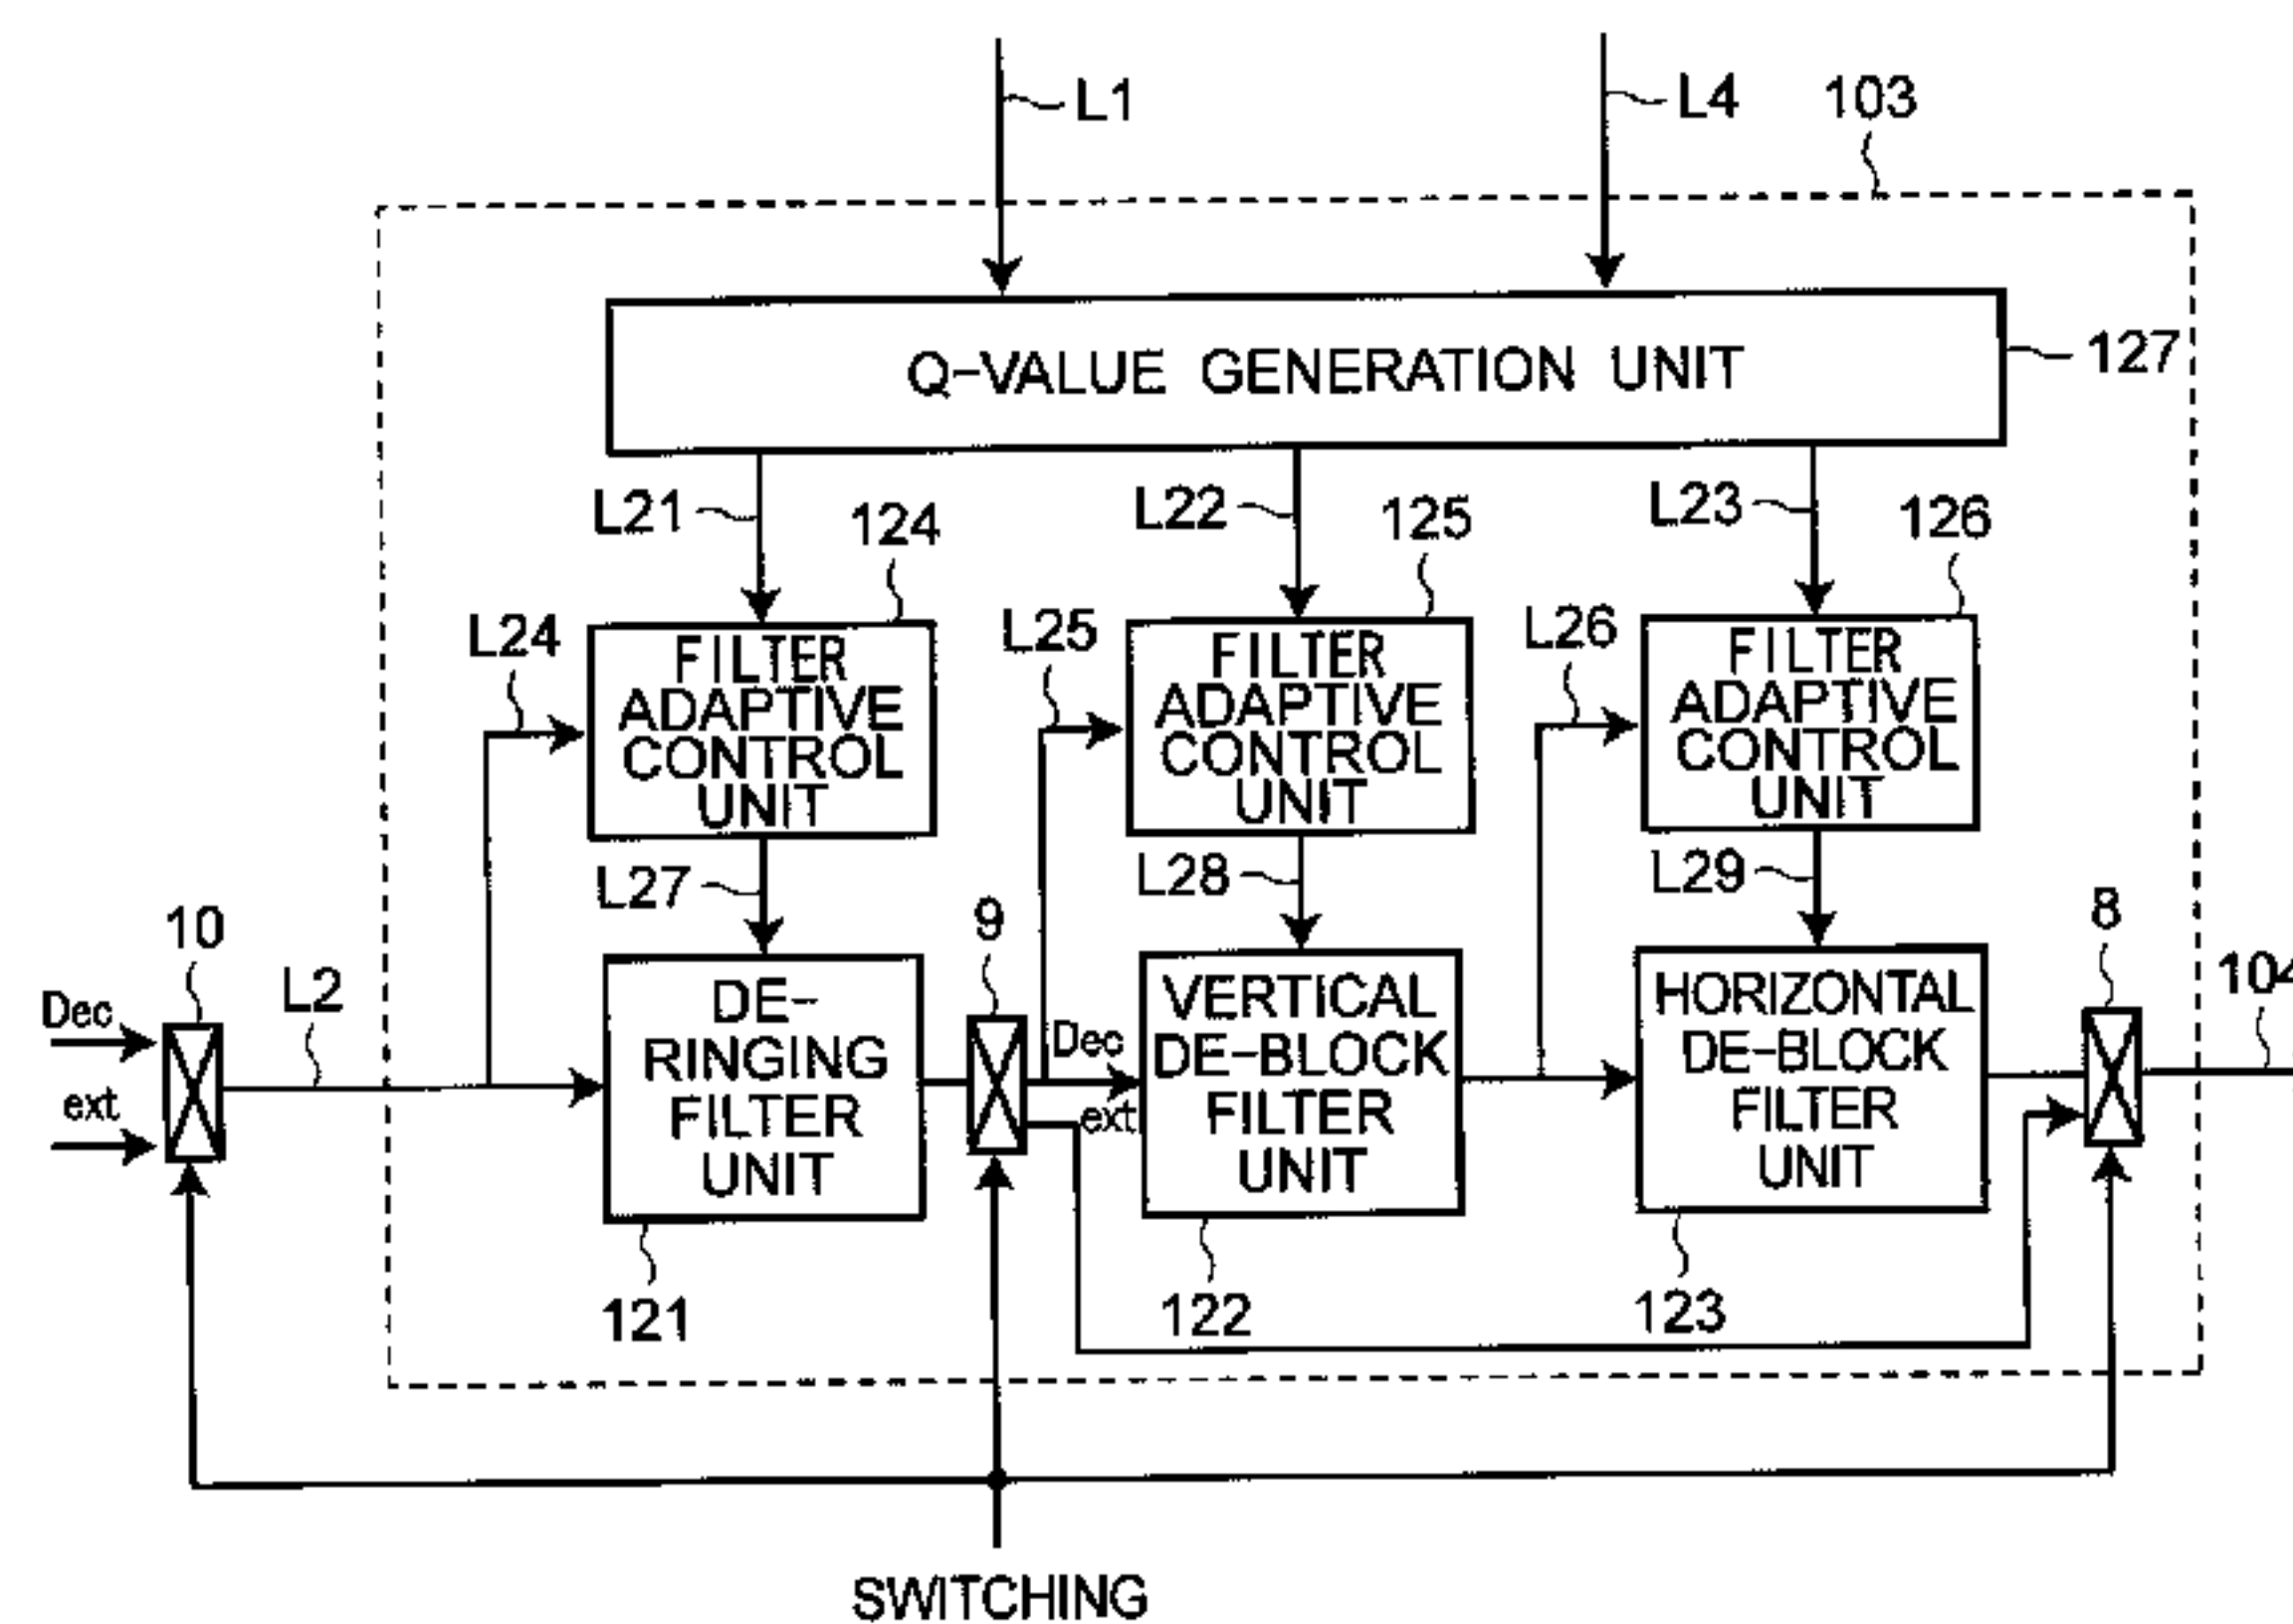 L1
L4
103
Q-VALUE GENERATION UNIT
127
L21
124
L22
125
L23
126
L24
FILTER
ADAPTIVE
CONTROL
UNIT
L25
FILTER
ADAPTIVE
CONTROL
UNIT
L26
FILTER
ADAPTIVE
CONTROL
UNIT
L27
L28
L29
10
9
8
Dec
ext
L2
DE-
RINGING
FILTER
UNIT
Dec
ext
VERTICAL
DE-BLOCK
FILTER
UNIT
HORIZONTAL
DE-BLOCK
FILTER
UNIT
104
121
122
123
SWITCHING